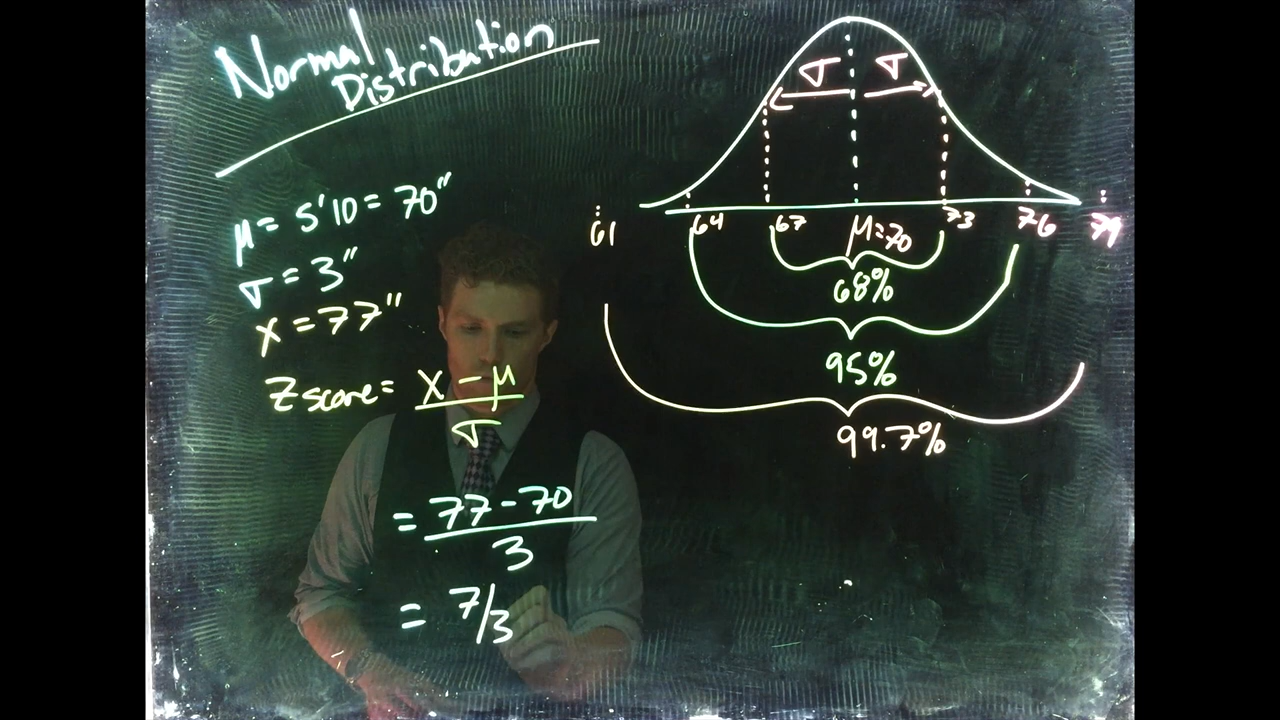 Normal
Distribution
μ = 5'10 = 70"
σ = 3"
x = 77"
Z score = x - μ / σ
= 77 - 70 / 3
= 7/3
σ σ
61 64 67 μ=70 73 76 79
68%
95%
99.7%